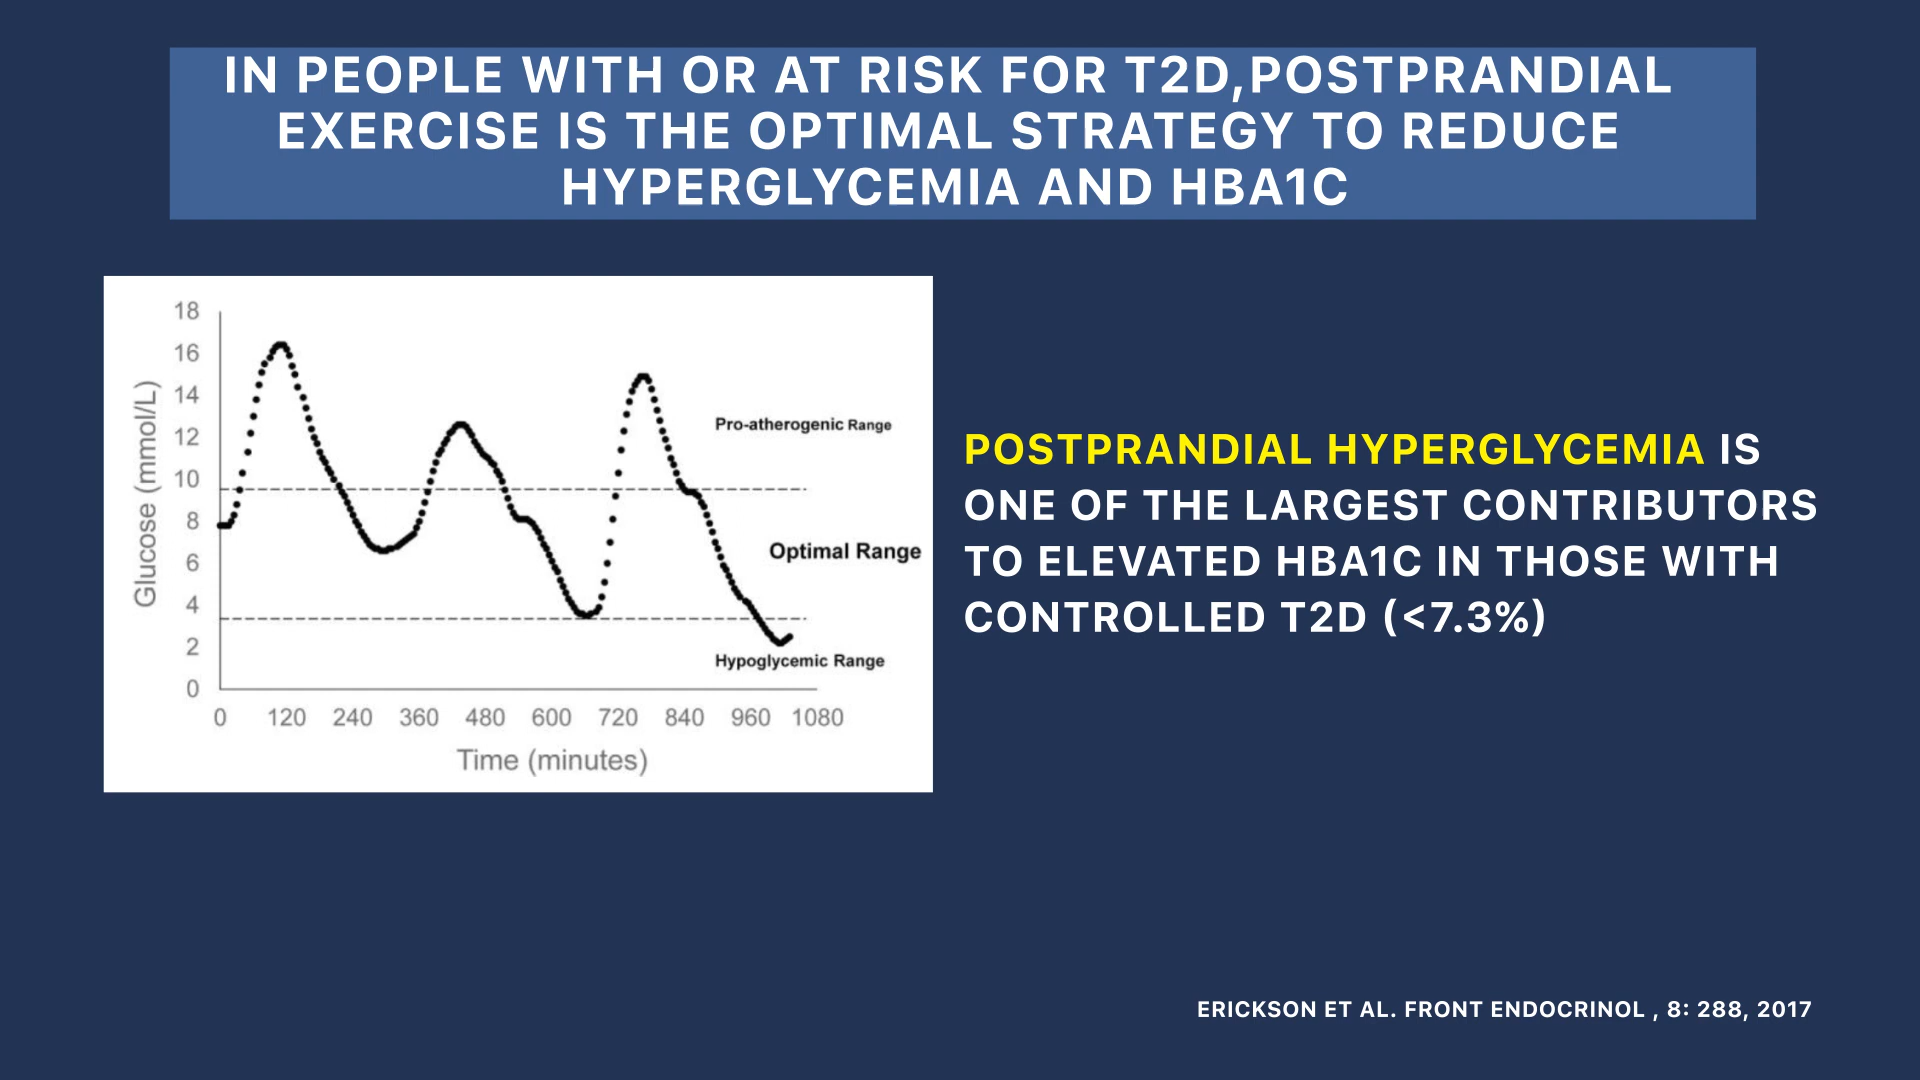 IN PEOPLE WITH OR AT RISK FOR T2D,POSTPRANDIAL
EXERCISE IS THE OPTIMAL STRATEGY TO REDUCE
HYPERGLYCEMIA AND HBA1C
18
16
14
12
10
8
6
4
2
0
Glucose (mmol/L)
Pro-atherogenic Range
Optimal Range
Hypoglycemic Range
0 120 240 360 480 600 720 840 960 1080
Time (minutes)
POSTPRANDIAL HYPERGLYCEMIA IS
ONE OF THE LARGEST CONTRIBUTORS
TO ELEVATED HBA1C IN THOSE WITH
CONTROLLED T2D (<7.3%)
ERICKSON ET AL. FRONT ENDOCRINOL , 8: 288, 2017